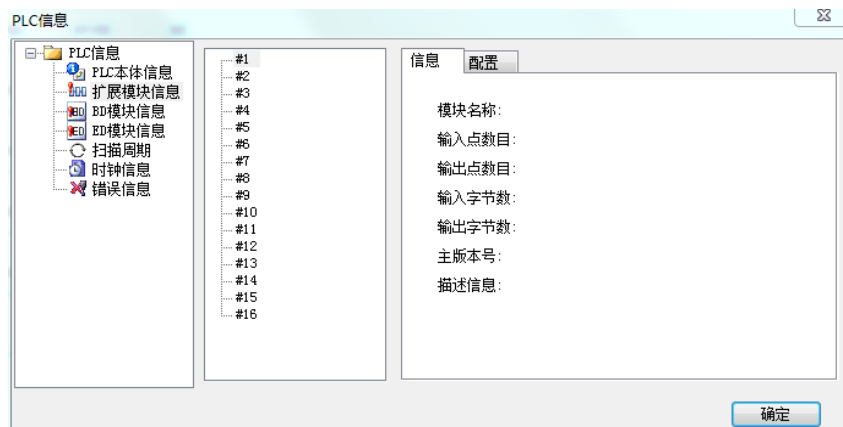 PLC信息
PLC信息
PLC本体信息
扩展模块信息
BD模块信息
ED模块信息
扫描周期
时钟信息
错误信息
#1
#2
#3
#4
#5
#6
#7
#8
#9
#10
#11
#12
#13
#14
#15
#16
信息 配置
模块名称:
输入点数目:
输出点数目:
输入字节数:
输出字节数:
主版本号:
描述信息:
确定